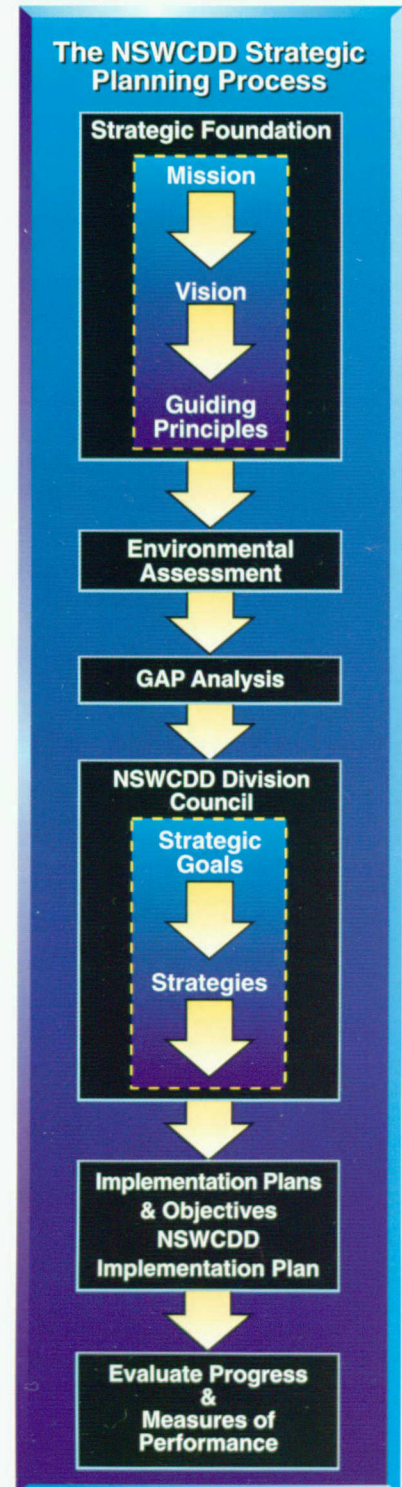 The NSWCDD Strategic
Planning Process
Strategic Foundation
Mission
Vision
Guiding
Principles
Environmental
Assessment
GAP Analysis
NSWCDD Division
Council
Strategic
Goals
Strategies
Implementation Plans
& Objectives
NSWCDD
Implementation Plan
Evaluate Progress
&
Measures of
Performance